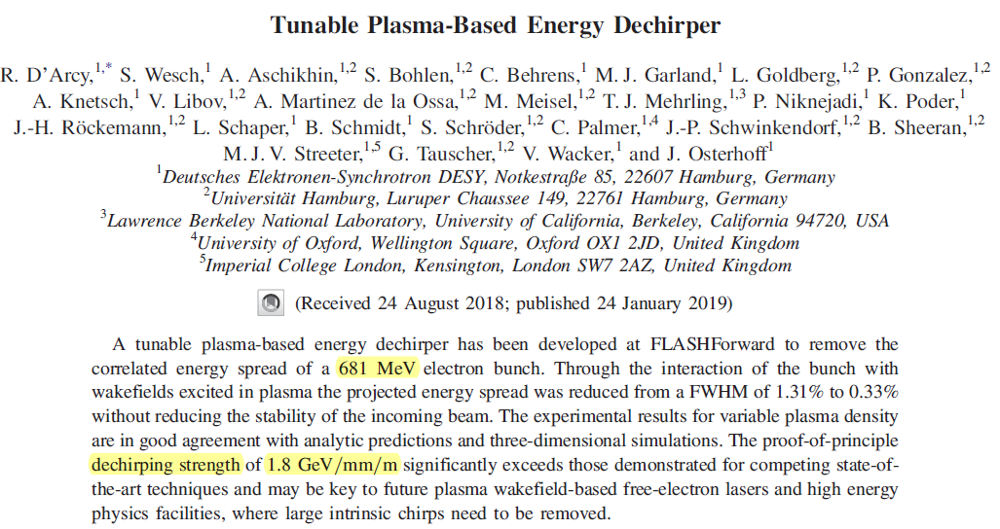 Tunable Plasma-Based Energy Dechirper
R. D'Arcy,1,* S. Wesch,1 A. Aschikhin,1,2 S. Bohlen,1,2 C. Behrens,1 M. J. Garland,1 L. Goldberg,1,2 P. Gonzalez,1,2
A. Knetsch,1 V. Libov,1,2 A. Martinez de la Ossa,1,2 M. Meisel,1,2 T. J. Mehrling,1,3 P. Niknejadi,1 K. Poder,1
J.-H. Röckemann,1,2 L. Schaper,1 B. Schmidt,1 S. Schröder,1,2 C. Palmer,1,4 J.-P. Schwinkendorf,1,2 B. Sheeran,1,2
M. J. V. Streeter,1,5 G. Tauscher,1,2 V. Wacker,1 and J. Osterhoff1
1Deutsches Elektronen-Synchrotron DESY, Notkestraße 85, 22607 Hamburg, Germany
2Universität Hamburg, Luruper Chaussee 149, 22761 Hamburg, Germany
3Lawrence Berkeley National Laboratory, University of California, Berkeley, California 94720, USA
4University of Oxford, Wellington Square, Oxford OX1 2JD, United Kingdom
5Imperial College London, Kensington, London SW7 2AZ, United Kingdom
(Received 24 August 2018; published 24 January 2019)
A tunable plasma-based energy dechirper has been developed at FLASHForward to remove the
correlated energy spread of a 681 MeV electron bunch. Through the interaction of the bunch with
wakefields excited in plasma the projected energy spread was reduced from a FWHM of 1.31% to 0.33%
without reducing the stability of the incoming beam. The experimental results for variable plasma density
are in good agreement with analytic predictions and three-dimensional simulations. The proof-of-principle
dechirping strength of 1.8 GeV/mm/m significantly exceeds those demonstrated for competing state-of-
the-art techniques and may be key to future plasma wakefield-based free-electron lasers and high energy
physics facilities, where large intrinsic chirps need to be removed.